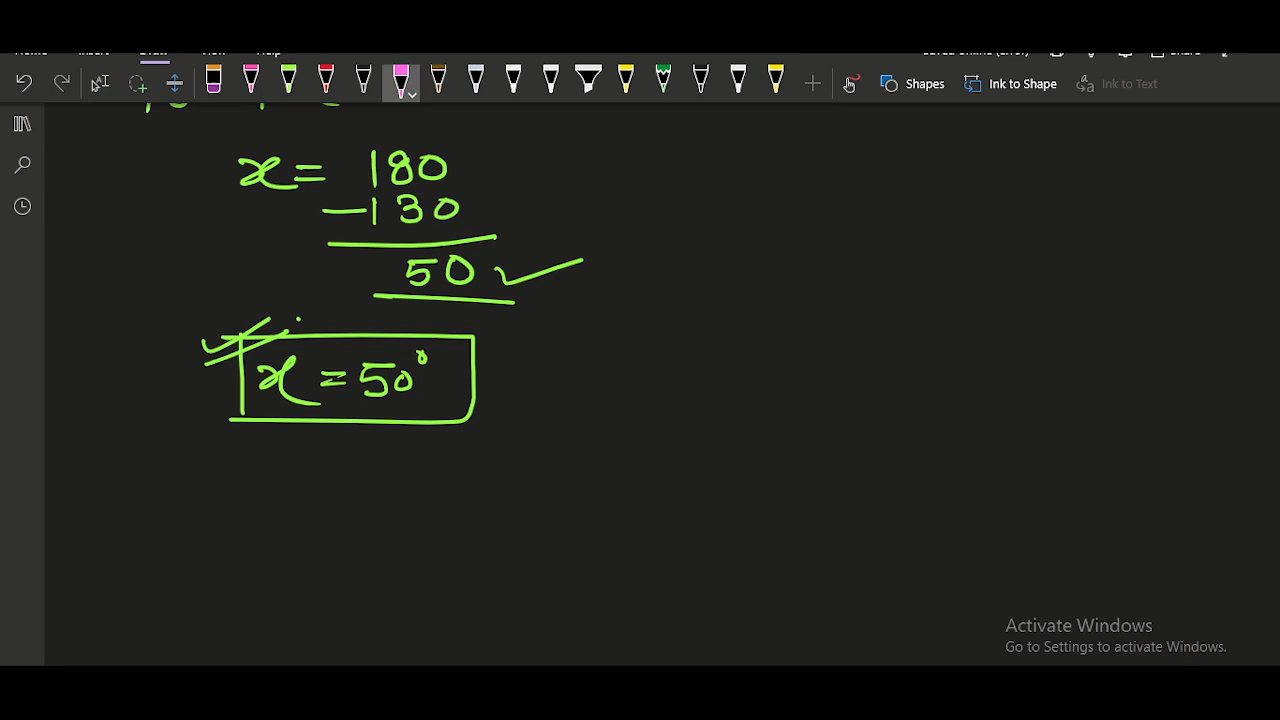 Shapes
Ink to Shape
Ink to Text
x = 180
-130
50
x = 50°
Activate Windows
Go to Settings to activate Windows.